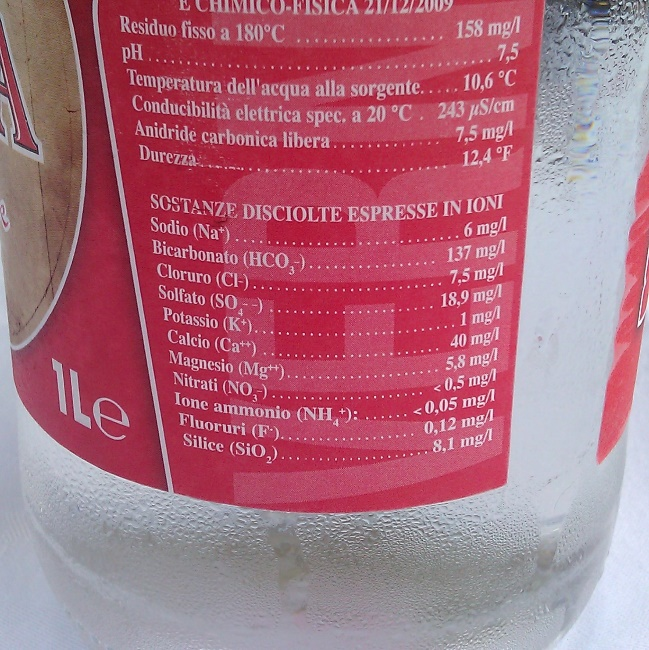 E CHIMICO-FISICA 21/12/2009
Residuo fisso a 180°C 158 mg/l
pH 7,5
Temperatura dell'acqua alla sorgente 10,6 °C
Conducibilità elettrica spec. a 20 °C 243 µS/cm
Anidride carbonica libera 7,5 mg/l
Durezza 12,4 °F
SOSTANZE DISCIOLTE ESPRESSE IN IONI
Sodio (Na⁺) 6 mg/l
Bicarbonato (HCO₃⁻) 137 mg/l
Cloruro (Cl⁻) 7,5 mg/l
Solfato (SO₄⁻⁻) 18,9 mg/l
Potassio (K⁺) 1 mg/l
Calcio (Ca⁺⁺) 40 mg/l
Magnesio (Mg⁺⁺) 5,8 mg/l
Nitrati (NO₃⁻) <0,5 mg/l
Ione ammonio (NH₄⁺): <0,05 mg/l
Fluoruri (F⁻) 0,12 mg/l
Silice (SiO₂) 8,1 mg/l
1L℮
A
e